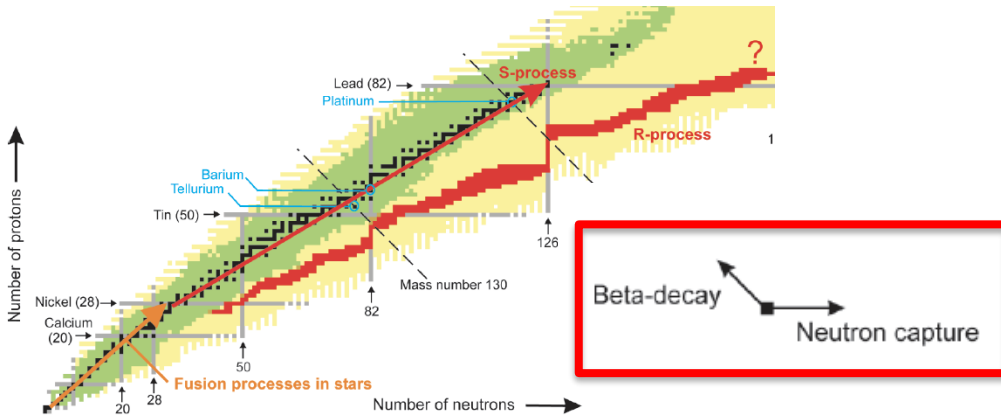 ?
S-process
Lead (82)
Platinum
R-process
1
Number of protons
Barium
Tellurium
Tin (50)
126
Mass number 130
Beta-decay
Neutron capture
Nickel (28)
82
Calcium
(20)
50
Fusion processes in stars
20
28
Number of neutrons